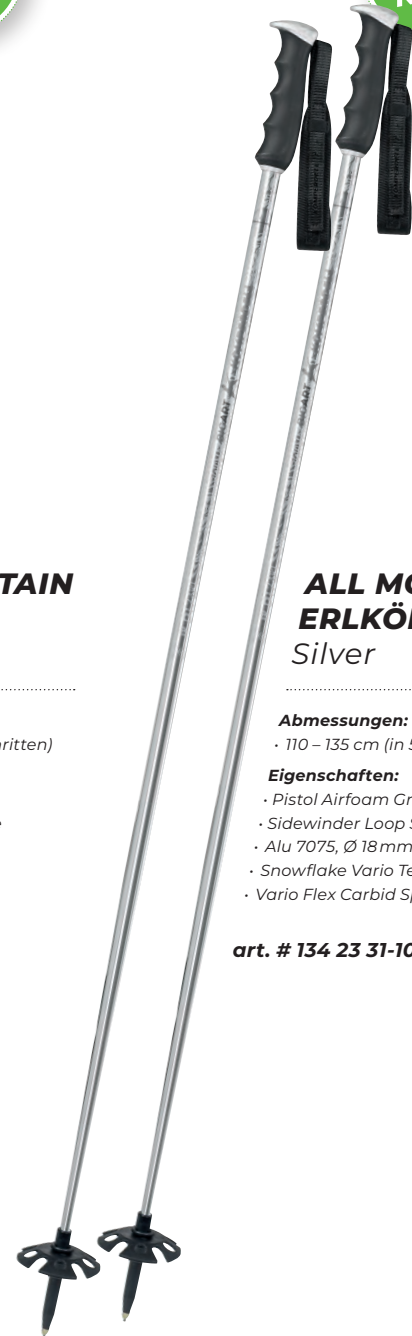 TAIN
ritten)
ALL MO
ERLKÖ
Silver
Abmessungen:
• 110 – 135 cm (in 5
Eigenschaften:
• Pistol Airfoam Gr
• Sidewinder Loop S
• Alu 7075, Ø 18 mm
• Snowflake Vario Te
• Vario Flex Carbid Sp
art. # 134 23 31-10